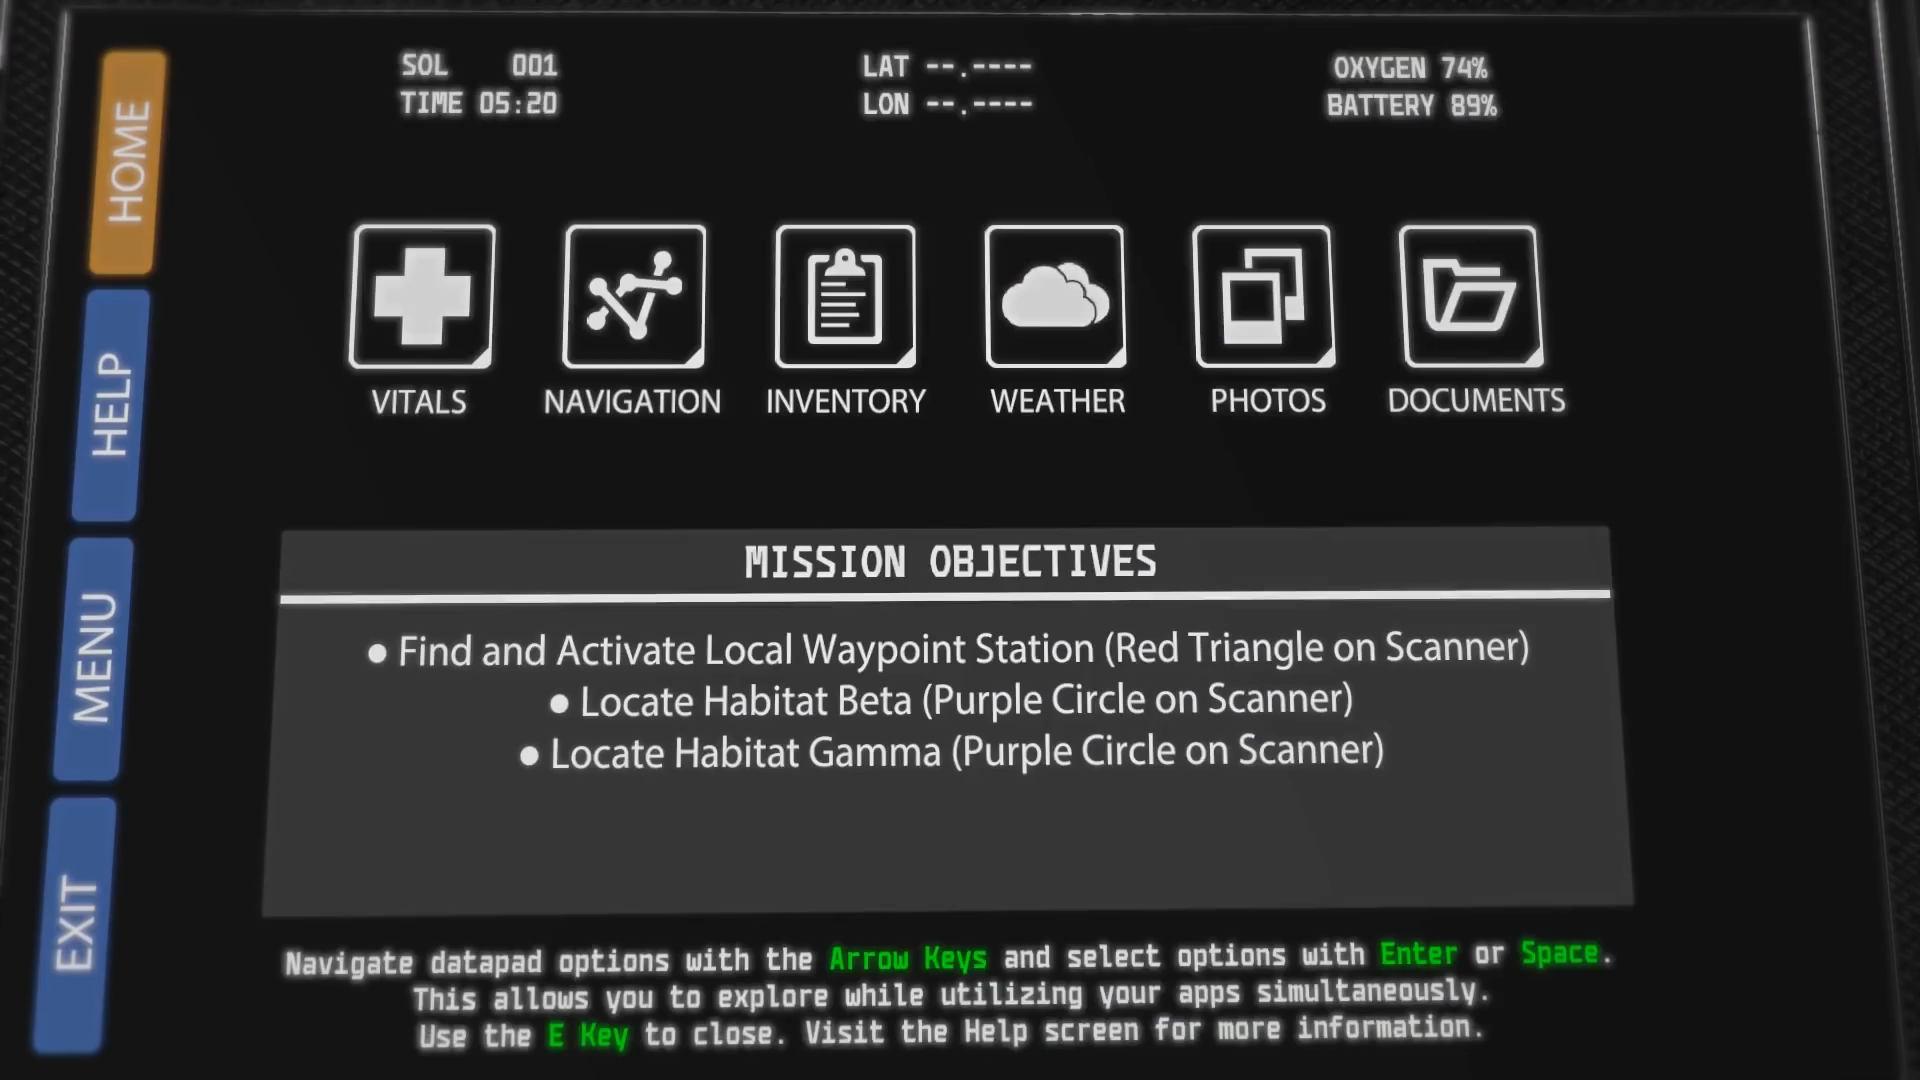 HOME
HELP
MENU
EXIT
SOL 001
TIME 05:20
LAT --.----
LON --.----
OXYGEN 74%
BATTERY 89%
VITALS
NAVIGATION
INVENTORY
WEATHER
PHOTOS
DOCUMENTS
MISSION OBJECTIVES
● Find and Activate Local Waypoint Station (Red Triangle on Scanner)
● Locate Habitat Beta (Purple Circle on Scanner)
● Locate Habitat Gamma (Purple Circle on Scanner)
Navigate datapad options with the Arrow Keys and select options with Enter or Space.
This allows you to explore while utilizing your apps simultaneously.
Use the E Key to close. Visit the Help screen for more information.